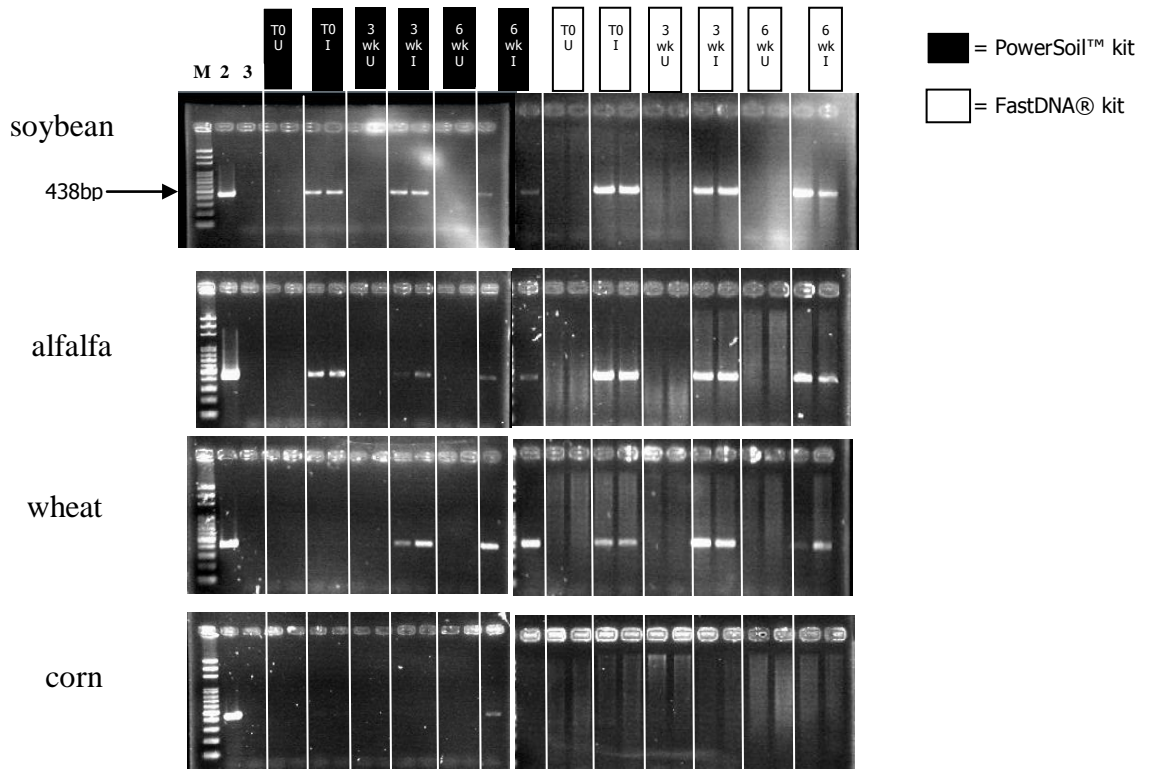 T0 U
T0 I
3 wk U
3 wk I
6 wk U
6 wk I
T0 U
T0 I
3 wk U
3 wk I
6 wk U
6 wk I
= PowerSoil™ kit
= FastDNA® kit
M 2 3
soybean
438bp
alfalfa
wheat
corn